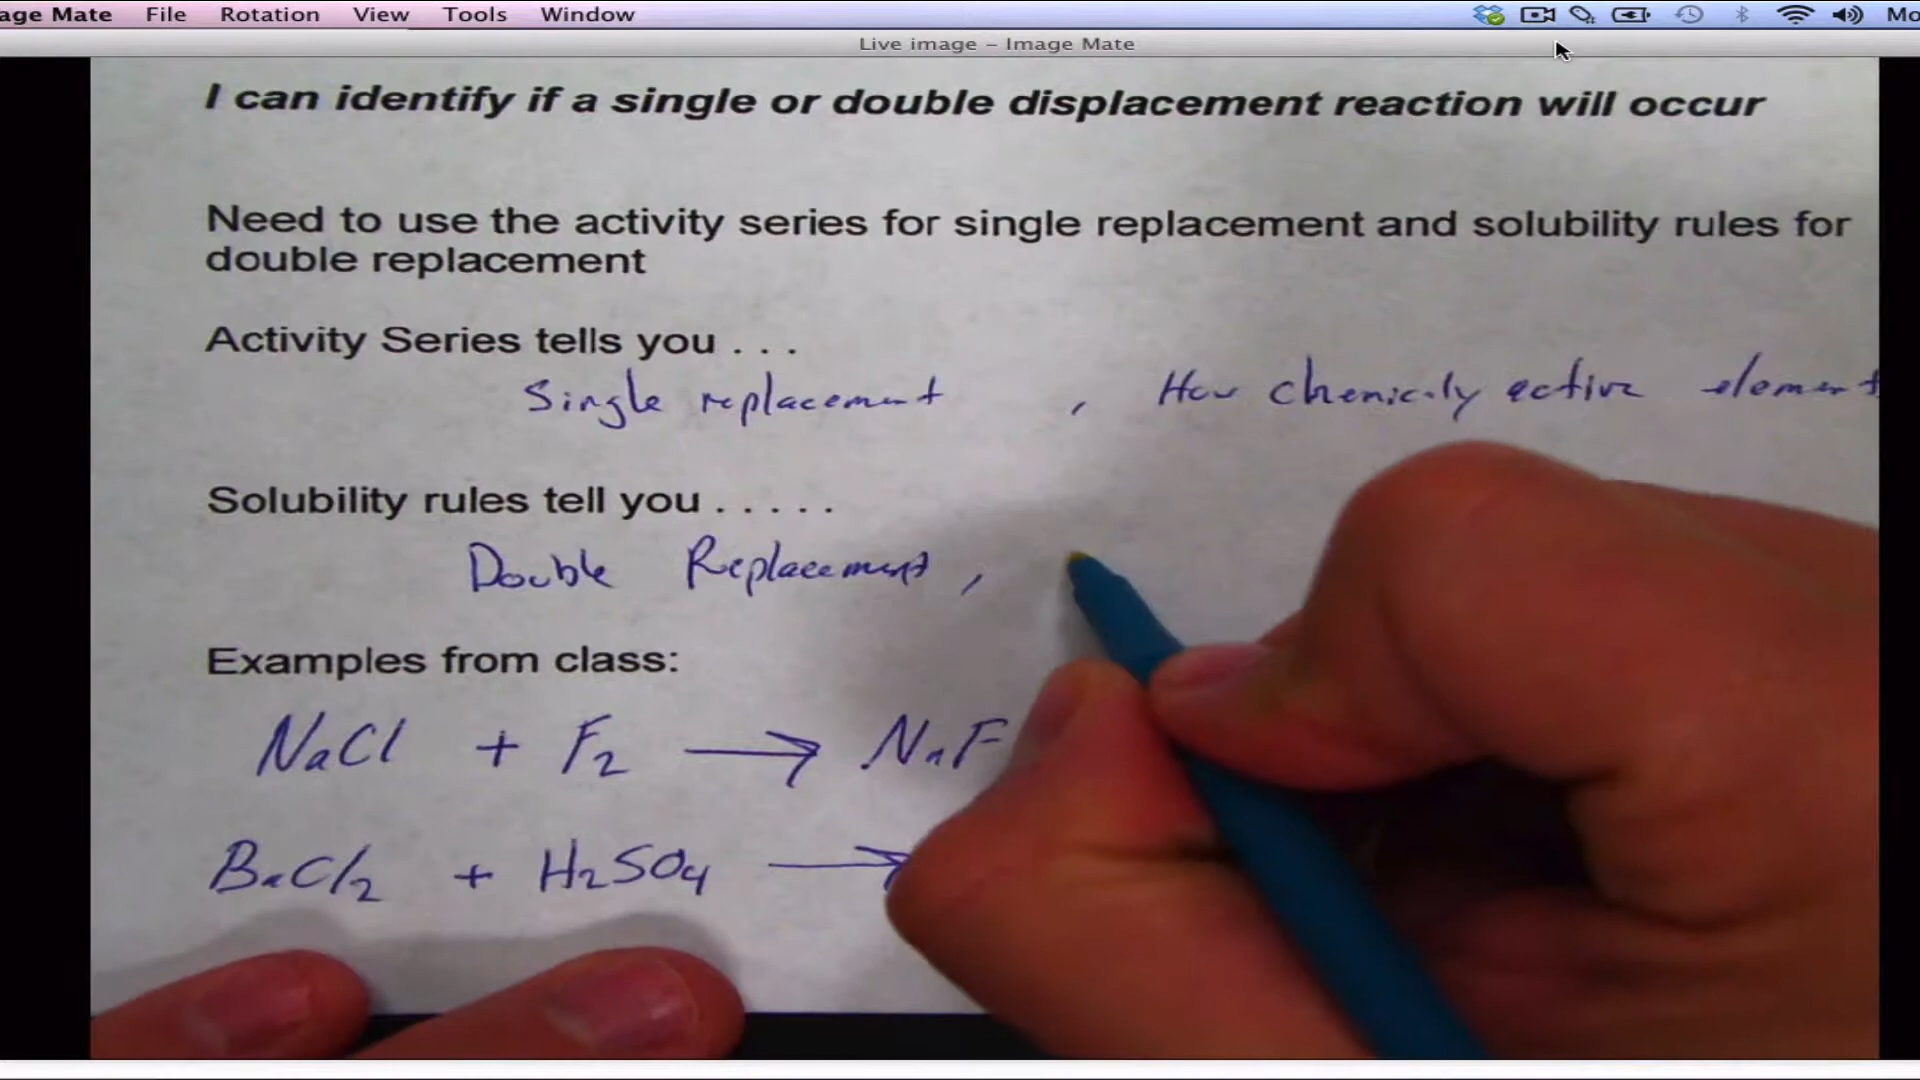 age Mate File Rotation View Tools Window Mo
Live image – Image Mate
I can identify if a single or double displacement reaction will occur
Need to use the activity series for single replacement and solubility rules for
double replacement
Activity Series tells you . . .
Single replacement , How chemically active element
Solubility rules tell you . . . . .
Double Replacement ,
Examples from class:
NaCl + F2 → NaF
BaCl2 + H2SO4 →